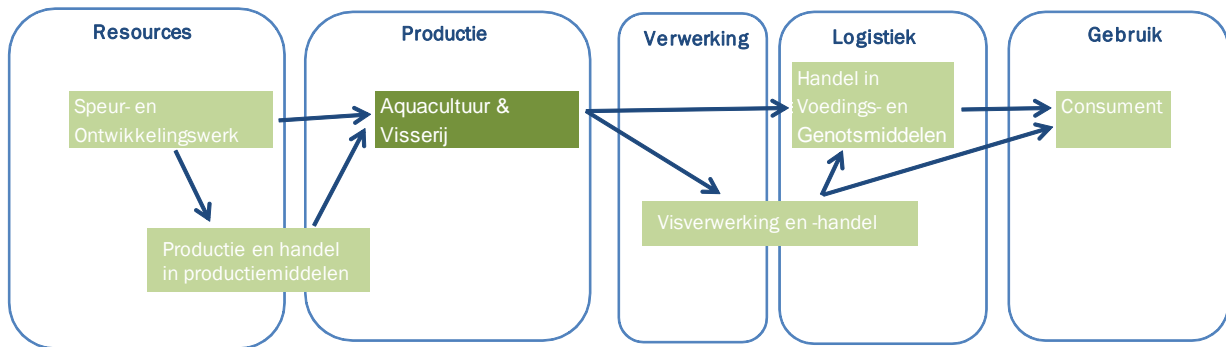 Resources
Productie
Verwerking
Logistiek
Gebruik
Speur- en
Ontwikkelingswerk
Aquacultuur &
Visserij
Handel in
Voedings- en
Genotsmiddelen
Consument
Productie en handel
in productiemiddelen
Visverwerking en -handel